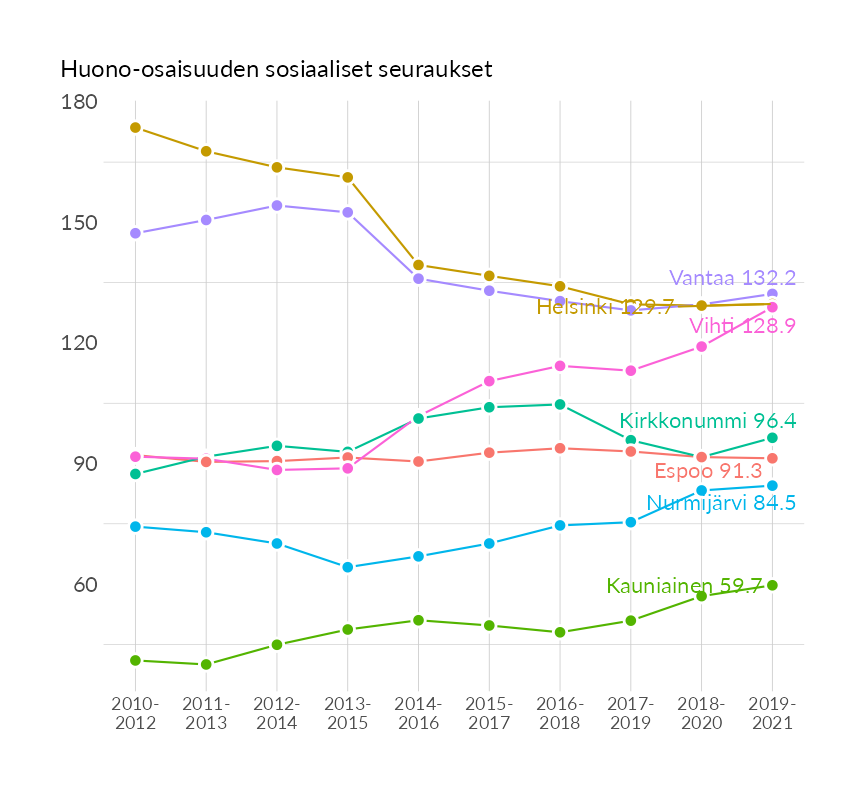 Huono-osaisuuden sosiaaliset seuraukset
180
150
Vantaa 132.2
Helsinki 129.7
Vihti 128.9
120
Kirkkonummi 96.4
90
Espoo 91.3
Nurmijärvi 84.5
60
Kauniainen 59.7
2010- 2011- 2012- 2013- 2014- 2015- 2016- 2017- 2018- 2019-
2012 2013 2014 2015 2016 2017 2018 2019 2020 2021